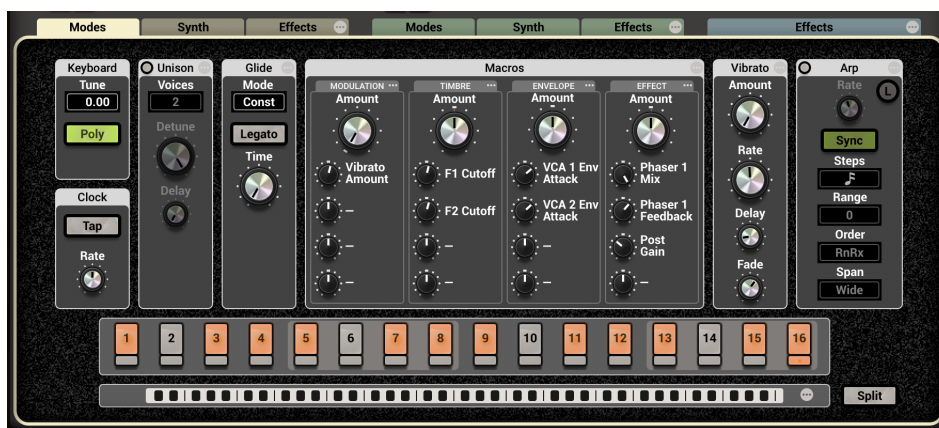 Modes
Synth
Effects
Modes
Synth
Effects
Effects
Keyboard
Tune
0.00
Poly
Clock
Tap
Rate
Unison
Voices
2
Detune
Delay
Glide
Mode
Const
Legato
Time
Macros
MODULATION
Amount
Vibrato
Amount
–
–
–
TIMBRE
Amount
F1 Cutoff
F2 Cutoff
–
–
ENVELOPE
Amount
VCA 1 Env
Attack
VCA 2 Env
Attack
–
–
EFFECT
Amount
Phaser 1
Mix
Phaser 1
Feedback
Post
Gain
–
Vibrato
Amount
Rate
Delay
Fade
Arp
Rate
L
Sync
Steps
Range
0
Order
RnRx
Span
Wide
1 2 3 4 5 6 7 8 9 10 11 12 13 14 15 16
Split